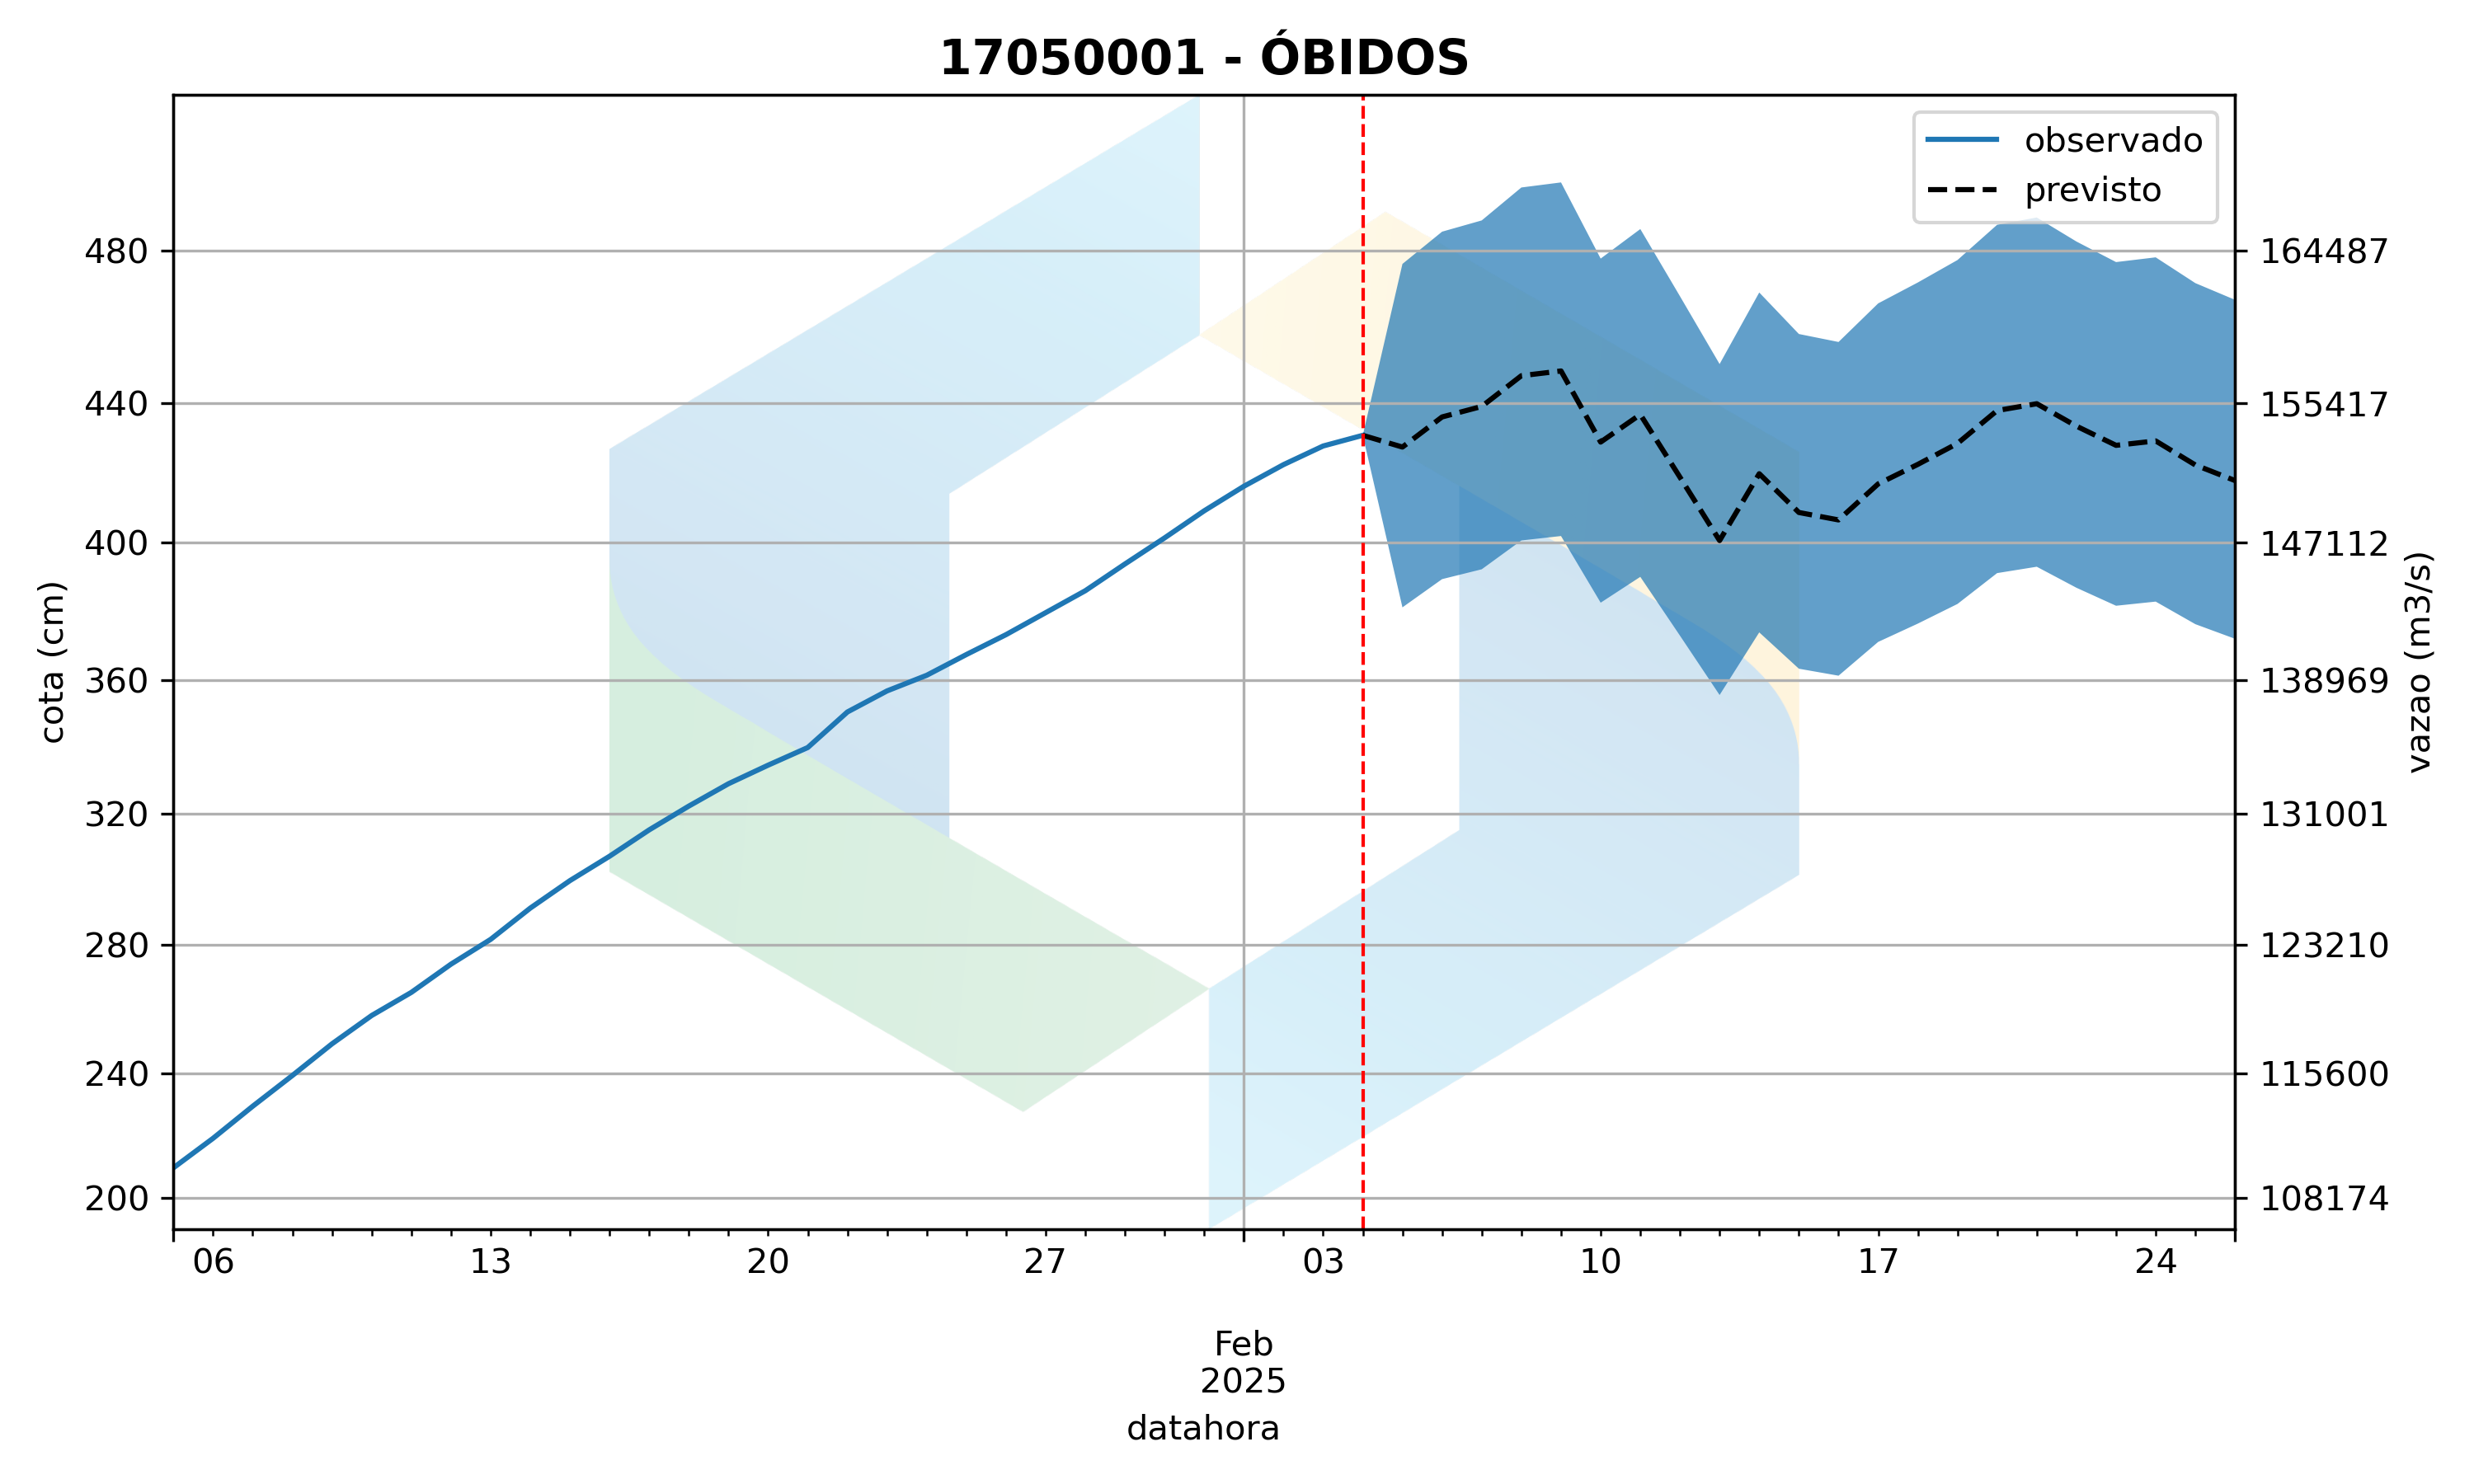 17050001 - ÓBIDOS
observado
previsto
480
440
400
360
320
280
240
200
cota (cm)
164487
155417
147112
138969
131001
123210
115600
108174
vazao (m3/s)
06 13 20 27 03 10 17 24
Feb
2025
datahora